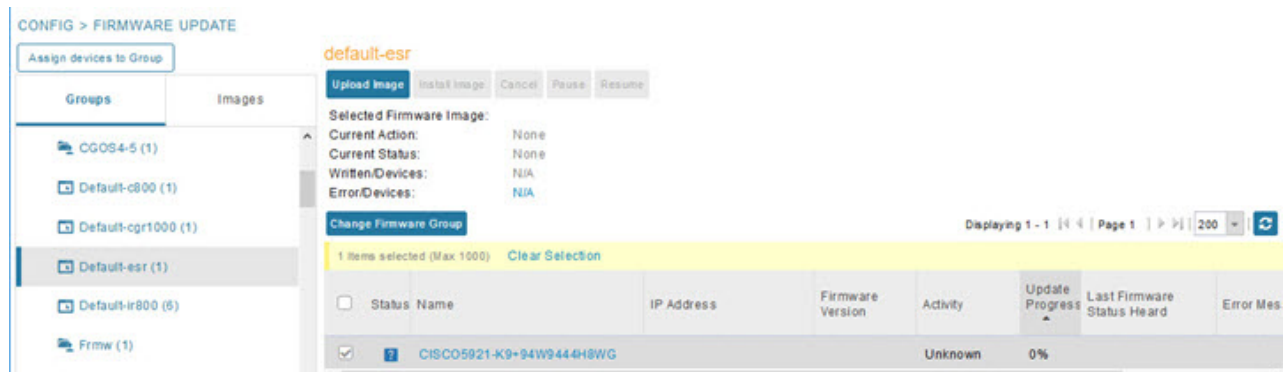 CONFIG > FIRMWARE UPDATE
Assign devices to Group
Groups
Images
CGOS4-5 (1)
Default-c800 (1)
Default-cgr1000 (1)
Default-esr (1)
Default-ir800 (6)
Frmw (1)
default-esr
Upload Image
Install Image
Cancel
Pause
Resume
Selected Firmware Image:
Current Action: None
Current Status: None
Written/Devices: N/A
Error/Devices: N/A
Change Firmware Group
Displaying 1 - 1
Page 1
200
1 items selected (Max 1000) Clear Selection
Status Name IP Address Firmware Version Activity Update Progress Last Firmware Status Heard Error Mes
? CISCO5921-K9+94W9444H8WG Unknown 0%